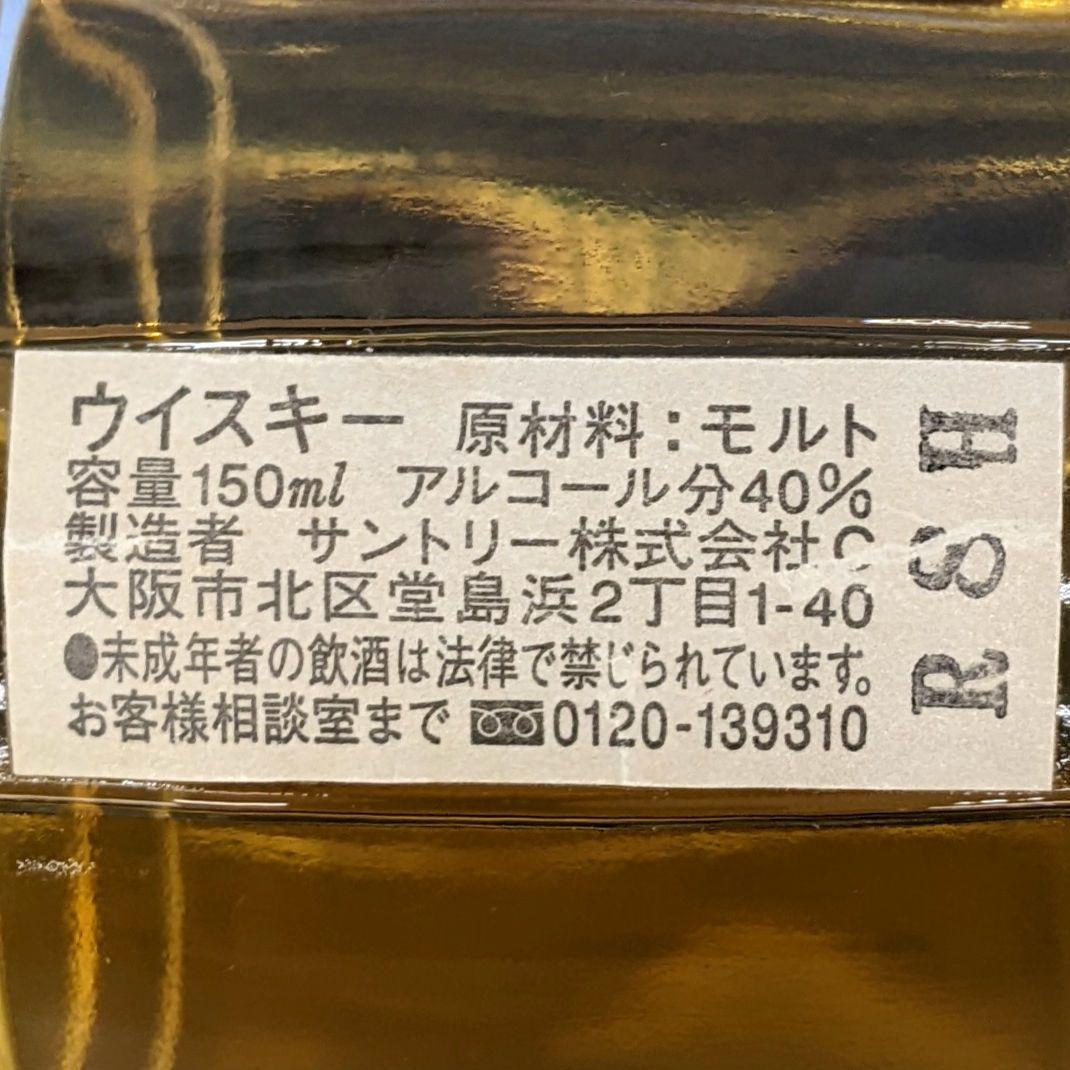 ウイスキー 原材料：モルト
容量150ml アルコール分40%
製造者 サントリー株式会社C
大阪市北区堂島浜2丁目1-40
●未成年者の飲酒は法律で禁じられています。
お客様相談室まで 0120-139310
RSH